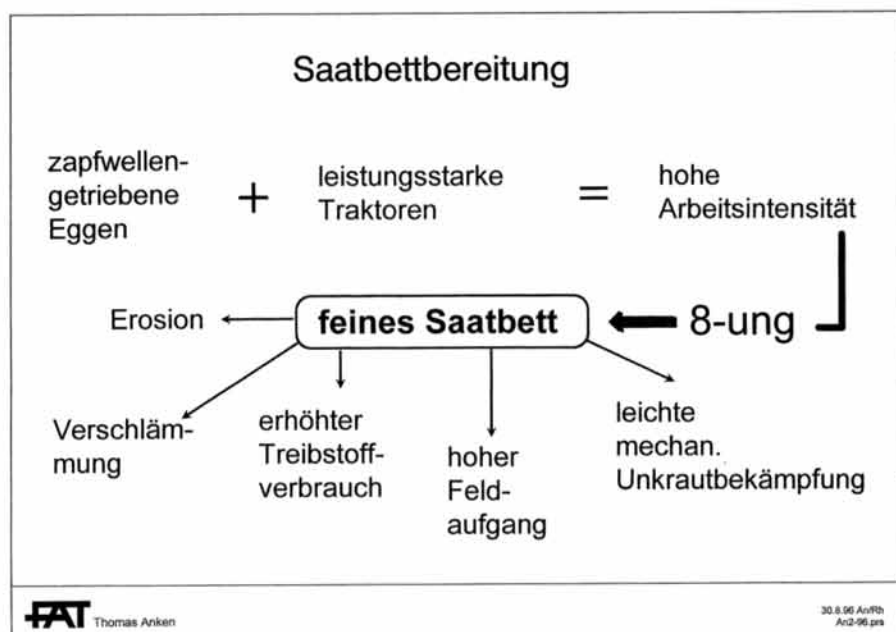 Saatbettbereitung
zapfwellen-
getriebene
Eggen
+
leistungsstarke
Traktoren
=
hohe
Arbeitsintensität
Erosion
feines Saatbett
8-ung
Verschläm-
mung
erhöhter
Treibstoff-
verbrauch
hoher
Feld-
aufgang
leichte
mechan.
Unkrautbekämpfung
FAT Thomas Anken
30.8.96 An/Rh
An2-96.prs